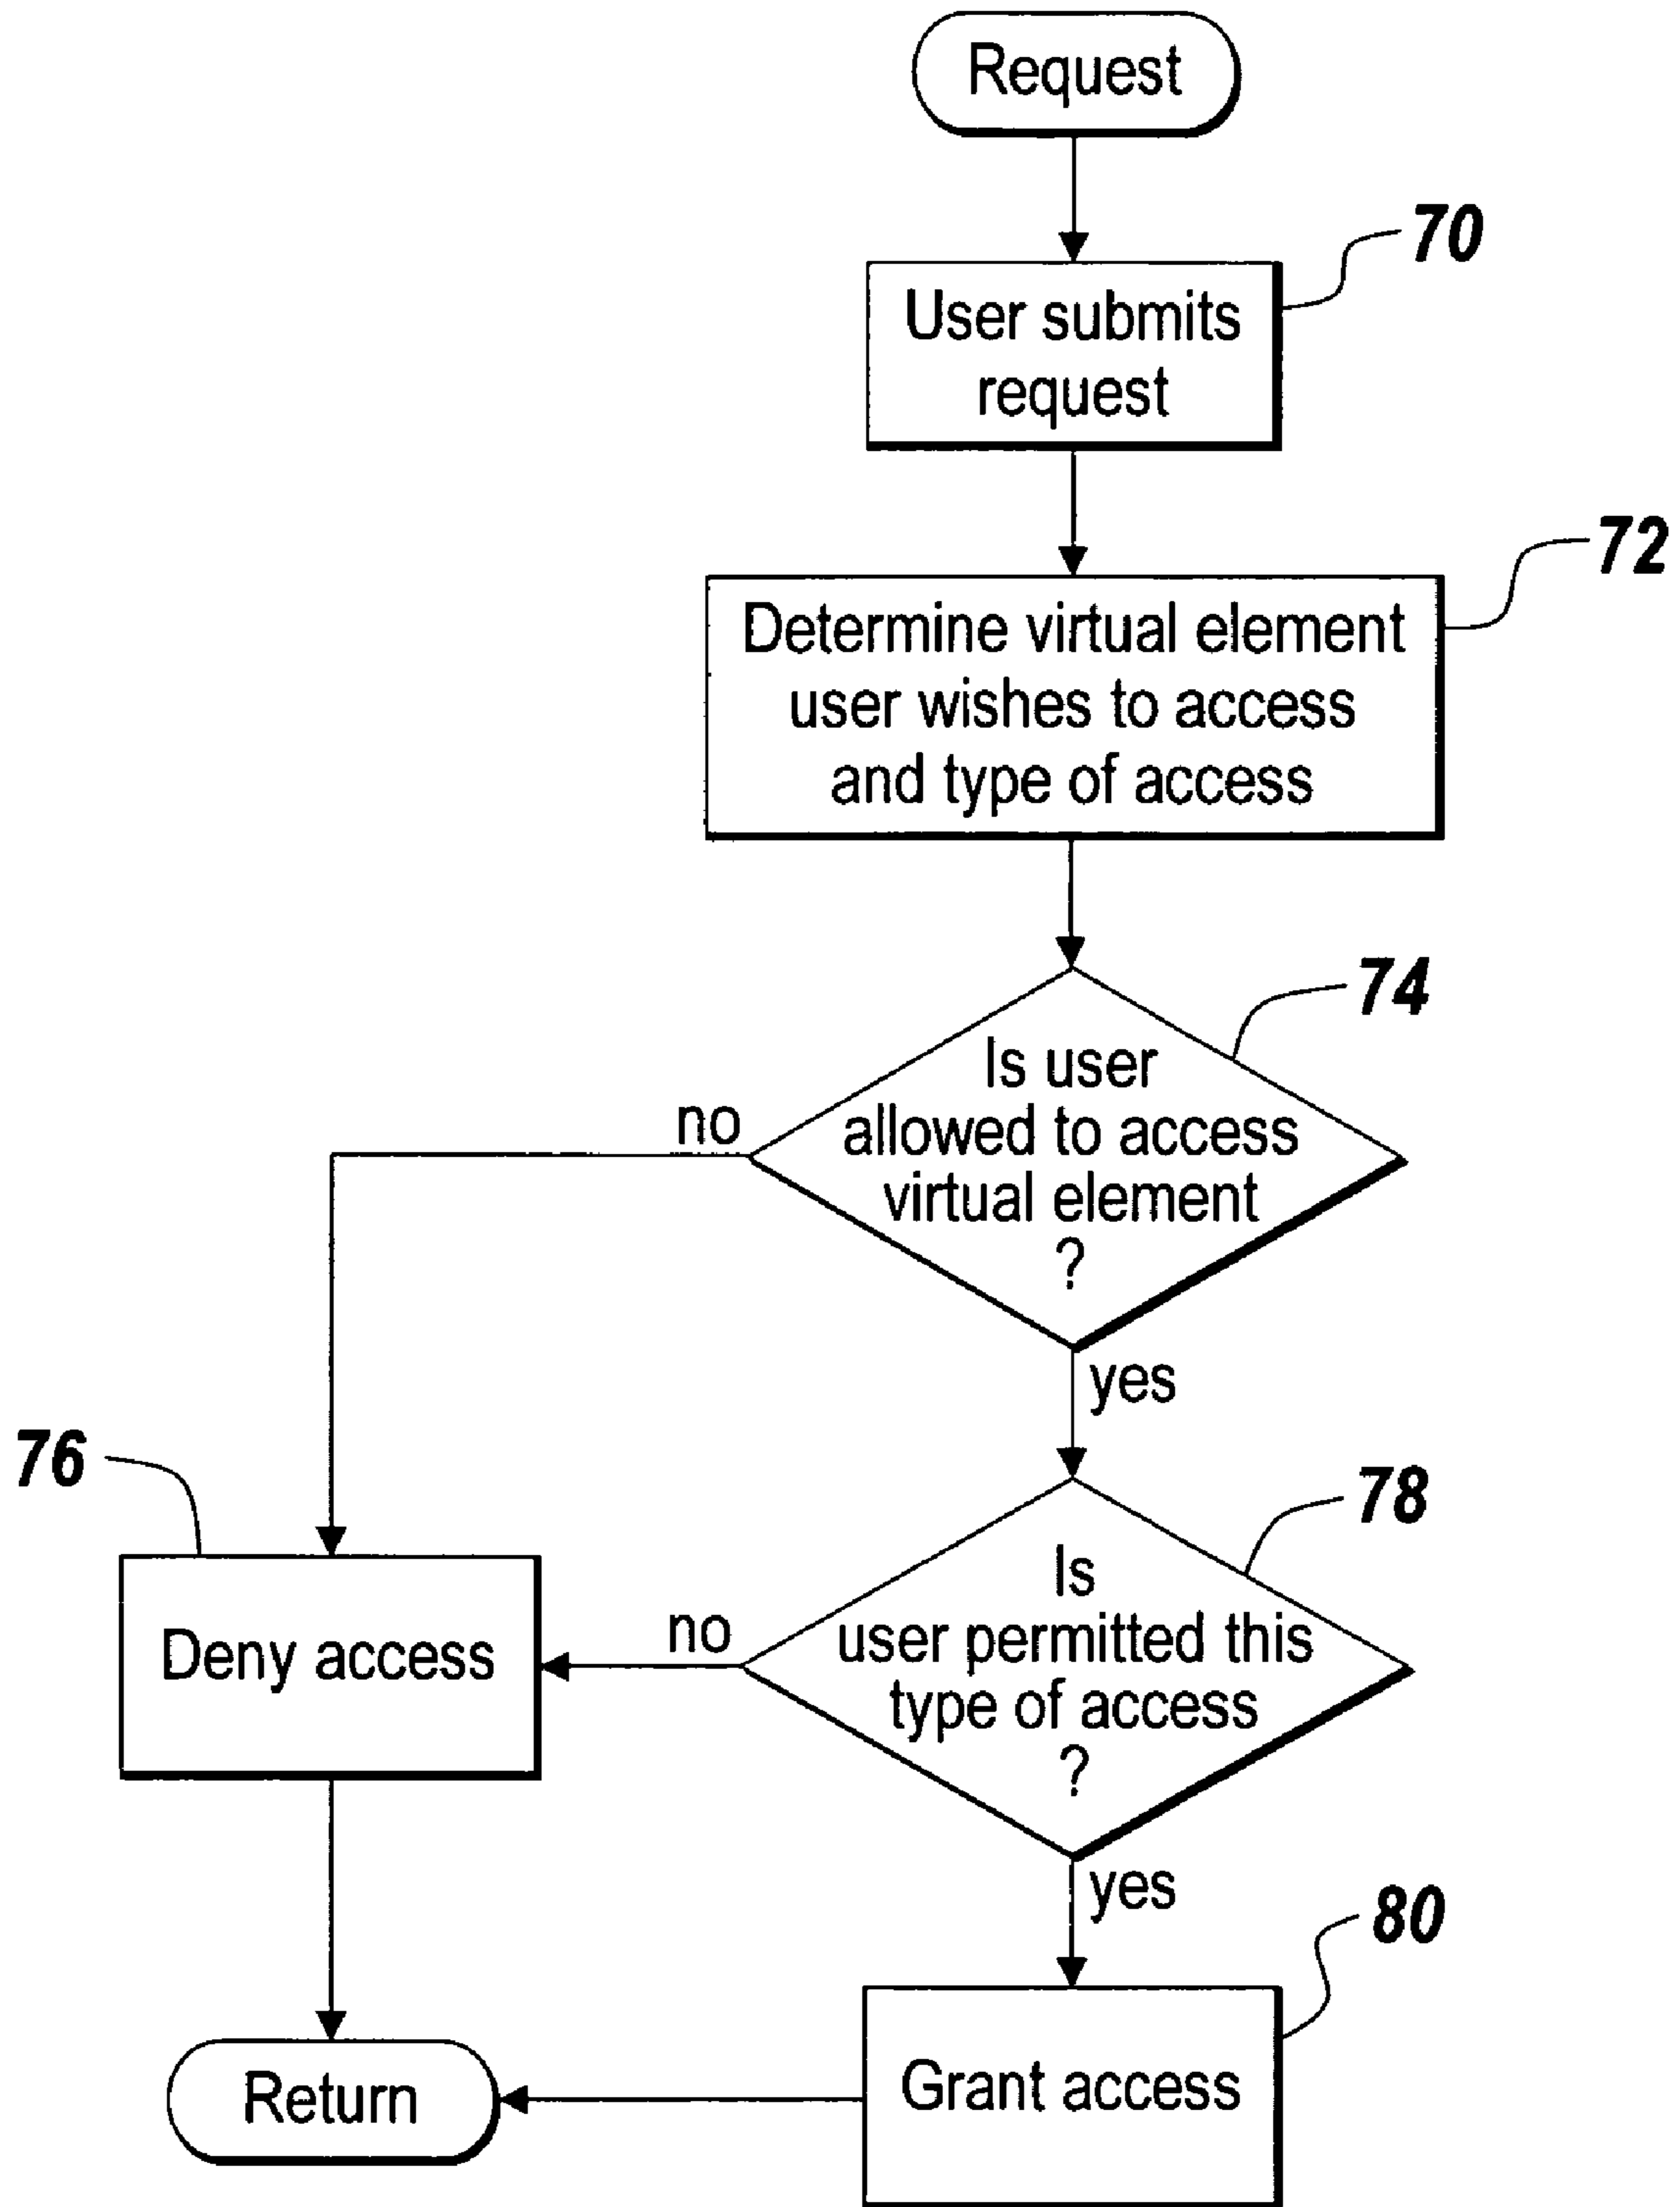 Request
70
User submits
request
72
Determine virtual element
user wishes to access
and type of access
74
Is user
allowed to access
virtual element
?
no
yes
76
78
Deny access
no
Is
user permitted this
type of access
?
yes
80
Return
Grant access